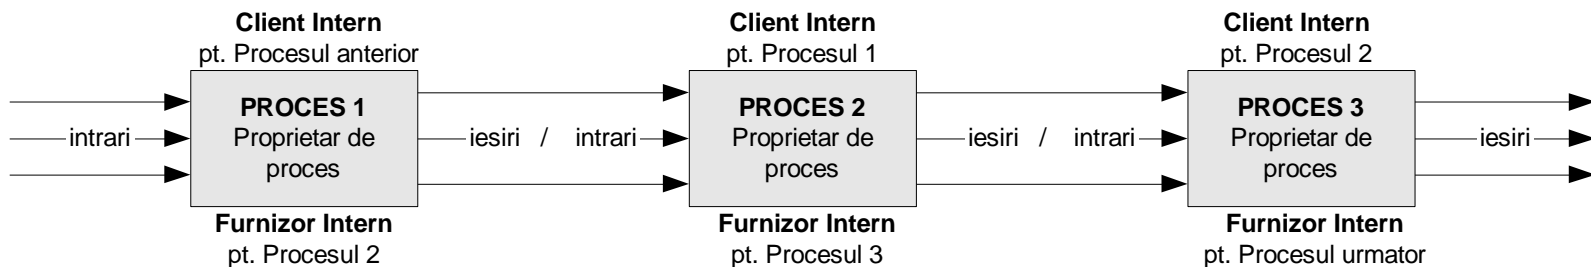 Client Intern
pt. Procesul anterior
Client Intern
pt. Procesul 1
Client Intern
pt. Procesul 2
intrari
PROCES 1
Proprietar de
proces
iesiri / intrari
PROCES 2
Proprietar de
proces
iesiri / intrari
PROCES 3
Proprietar de
proces
iesiri
Furnizor Intern
pt. Procesul 2
Furnizor Intern
pt. Procesul 3
Furnizor Intern
pt. Procesul urmator